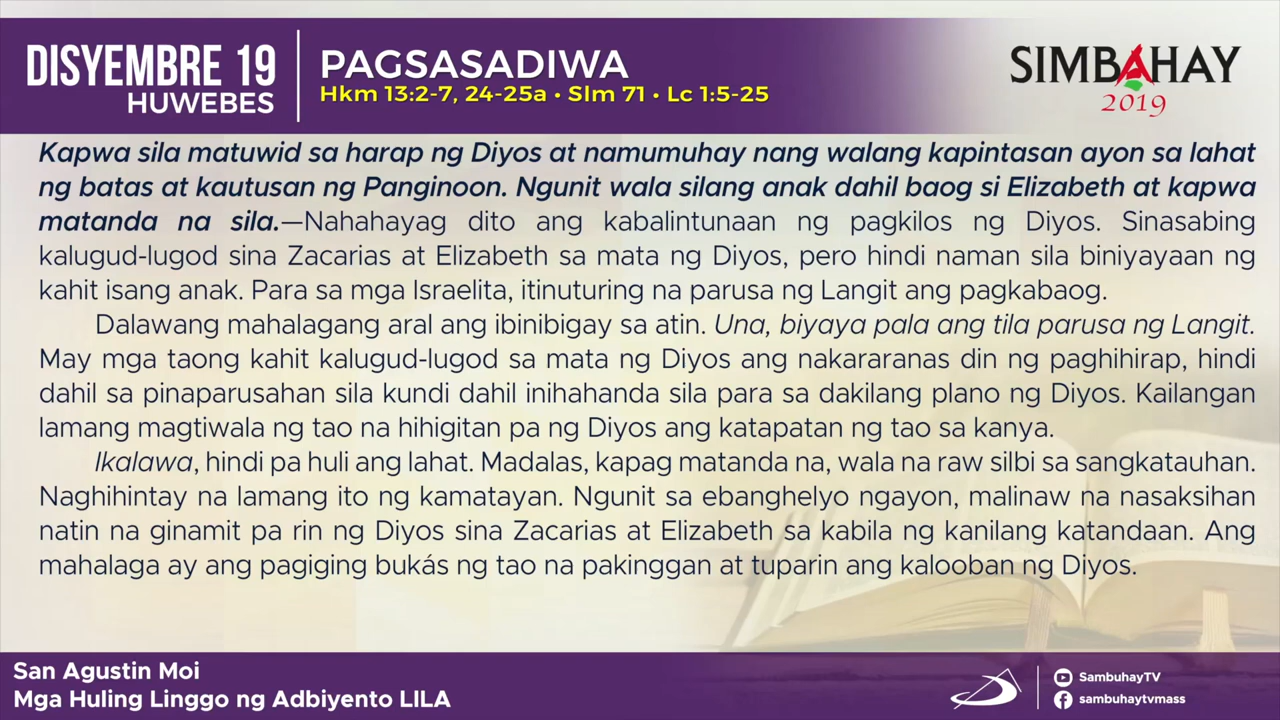 DISYEMBRE 19
HUWEBES
PAGSASADIWA
Hkm 13:2-7, 24-25a • Slm 71 • Lc 1:5-25
SIMBAHAY
2019
Kapwa sila matuwid sa harap ng Diyos at namumuhay nang walang kapintasan ayon sa lahat
ng batas at kautusan ng Panginoon. Ngunit wala silang anak dahil baog si Elizabeth at kapwa
matanda na sila.—Nahahayag dito ang kabalintunaan ng pagkilos ng Diyos. Sinasabing
kalugud-lugod sina Zacarias at Elizabeth sa mata ng Diyos, pero hindi naman sila biniyayaan ng
kahit isang anak. Para sa mga Israelita, itinuturing na parusa ng Langit ang pagkabaog.
Dalawang mahalagang aral ang ibinibigay sa atin. Una, biyaya pala ang tila parusa ng Langit.
May mga taong kahit kalugud-lugod sa mata ng Diyos ang nakararanas din ng paghihirap, hindi
dahil sa pinaparusahan sila kundi dahil inihahanda sila para sa dakilang plano ng Diyos. Kailangan
lamang magtiwala ng tao na hihigitan pa ng Diyos ang katapatan ng tao sa kanya.
Ikalawa, hindi pa huli ang lahat. Madalas, kapag matanda na, wala na raw silbi sa sangkatauhan.
Naghihintay na lamang ito ng kamatayan. Ngunit sa ebanghelyo ngayon, malinaw na nasaksihan
natin na ginamit pa rin ng Diyos sina Zacarias at Elizabeth sa kabila ng kanilang katandaan. Ang
mahalaga ay ang pagiging bukás ng tao na pakinggan at tuparin ang kalooban ng Diyos.
San Agustin Moi
Mga Huling Linggo ng Adbiyento LILA
SambuhayTV
sambuhaytvmass